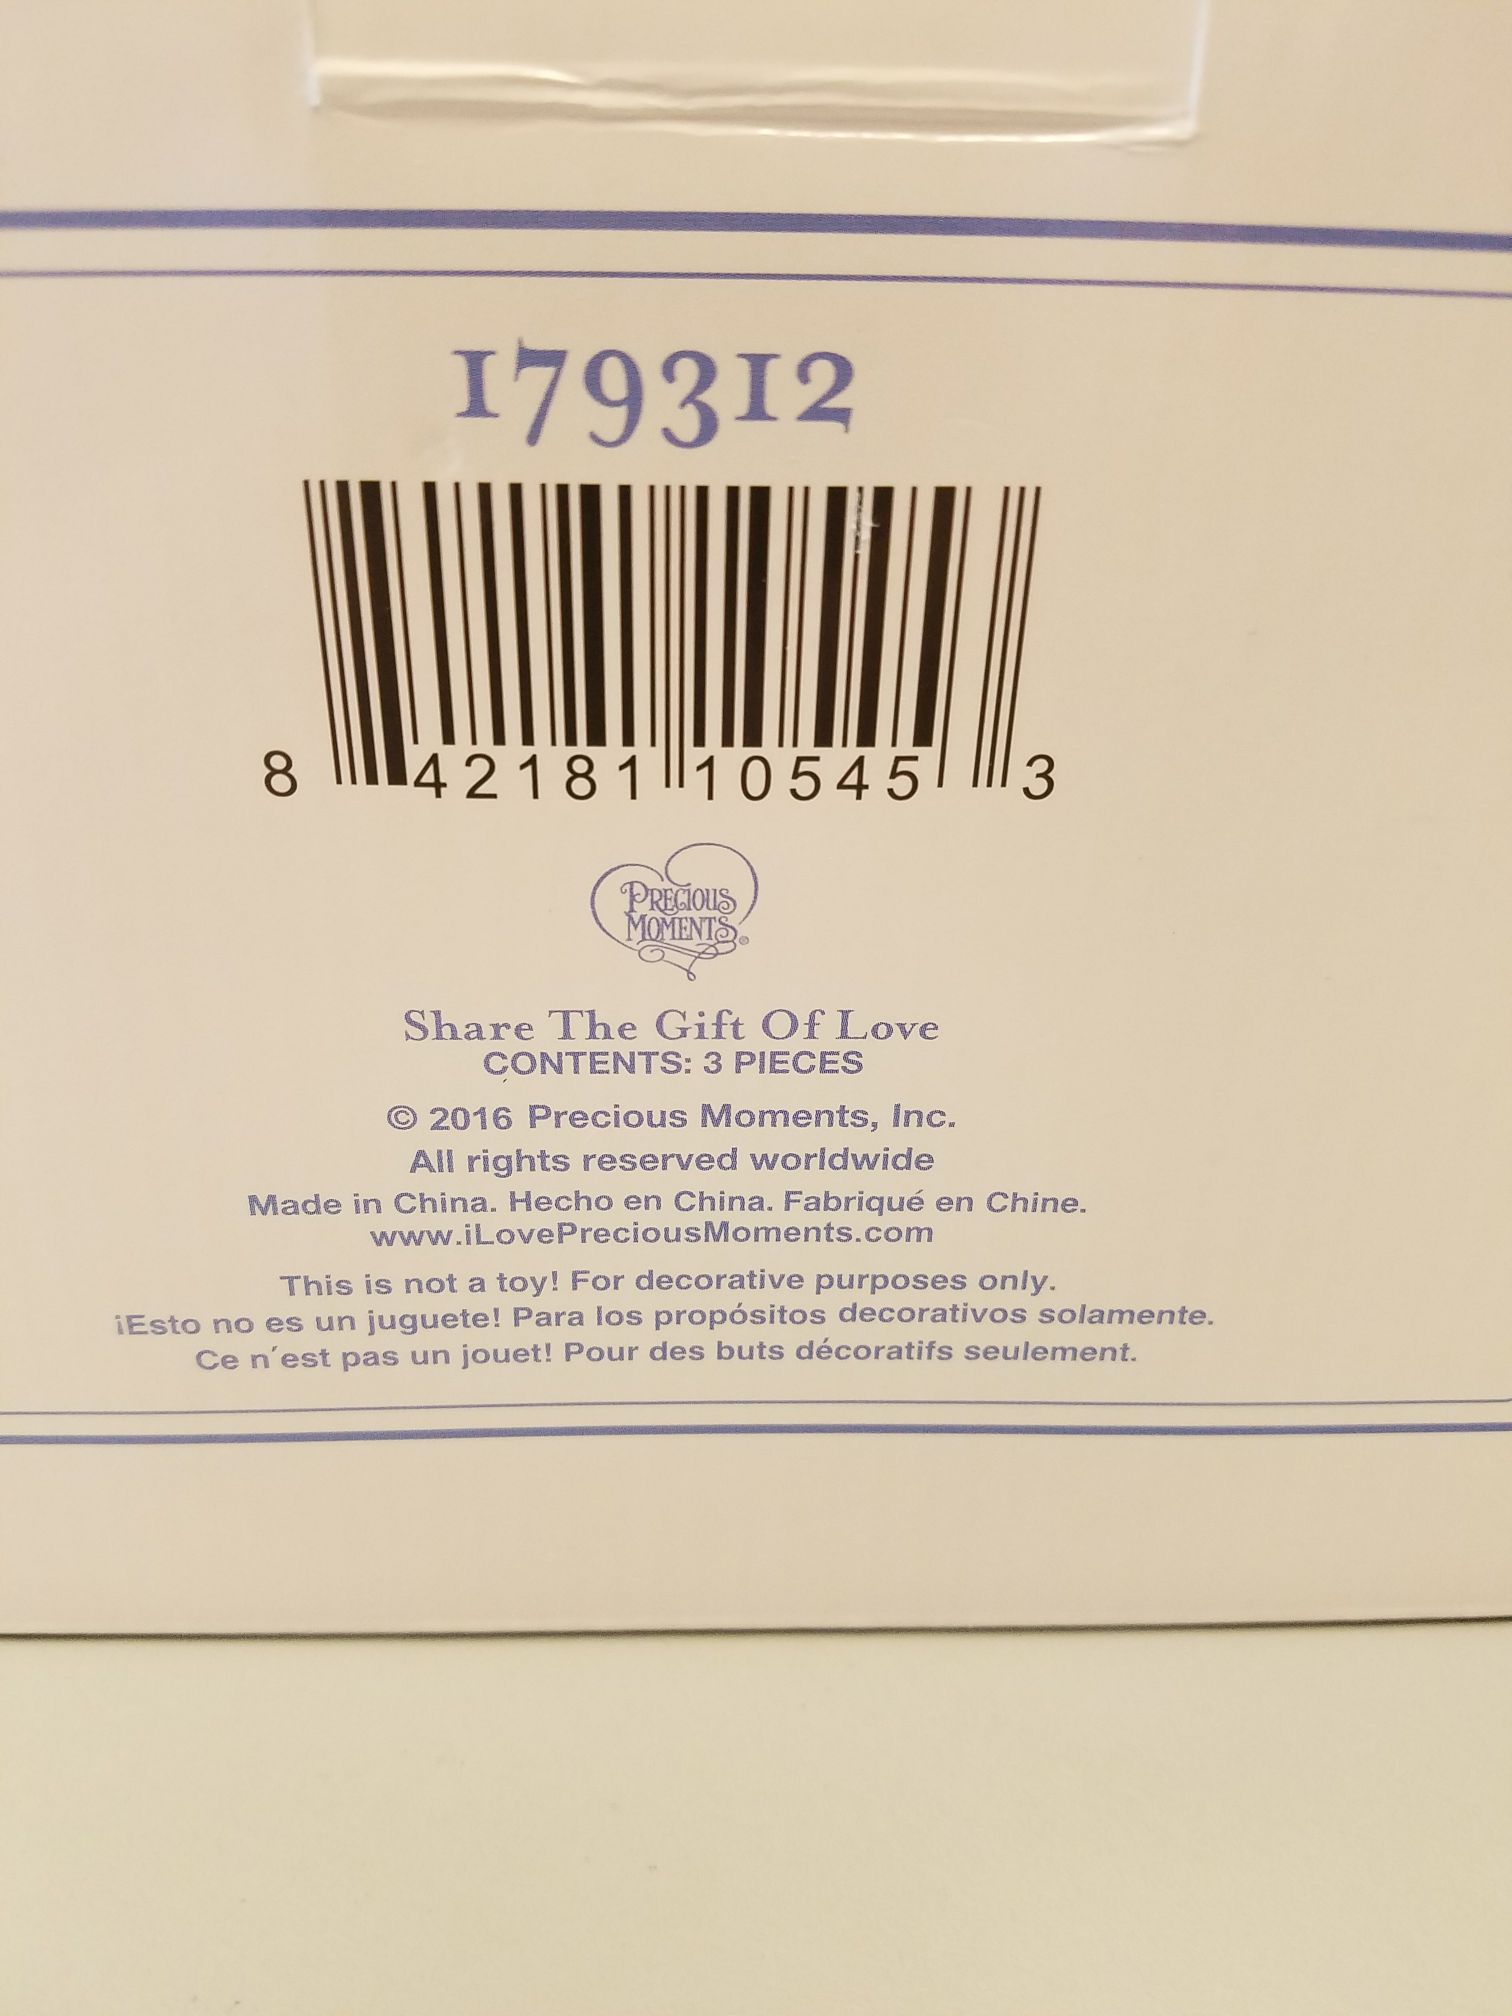 179312
8 42181 10545 3
PRECIOUS
MOMENTS®
Share The Gift Of Love
CONTENTS: 3 PIECES
© 2016 Precious Moments, Inc.
All rights reserved worldwide
Made in China. Hecho en China. Fabriqué en Chine.
www.iLovePreciousMoments.com
This is not a toy! For decorative purposes only.
¡Esto no es un juguete! Para los propósitos decorativos solamente.
Ce n'est pas un jouet! Pour des buts décoratifs seulement.